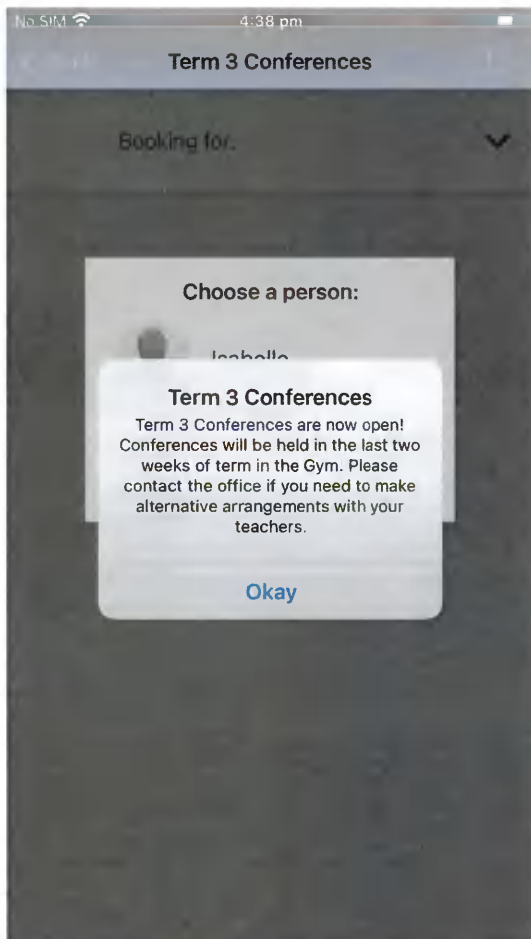 No SIM 4:38 pm
Term 3 Conferences
Booking for:
Choose a person:
Isabelle
Term 3 Conferences
Term 3 Conferences are now open!
Conferences will be held in the last two
weeks of term in the Gym. Please
contact the office if you need to make
alternative arrangements with your
teachers.
Okay